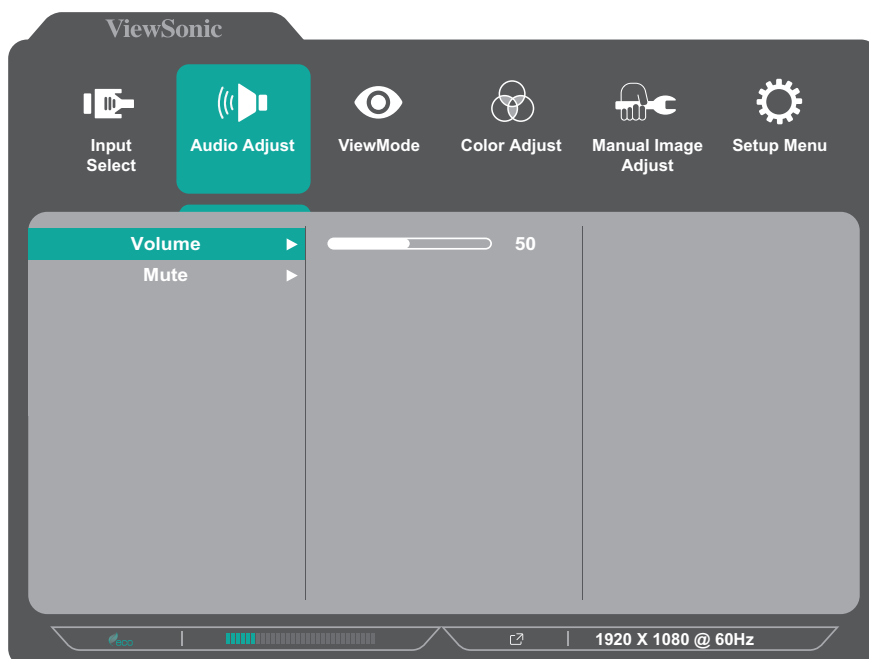 ViewSonic
Input
Select
Audio Adjust
ViewMode
Color Adjust
Manual Image
Adjust
Setup Menu
Volume
50
Mute
eco
1920 X 1080 @ 60Hz